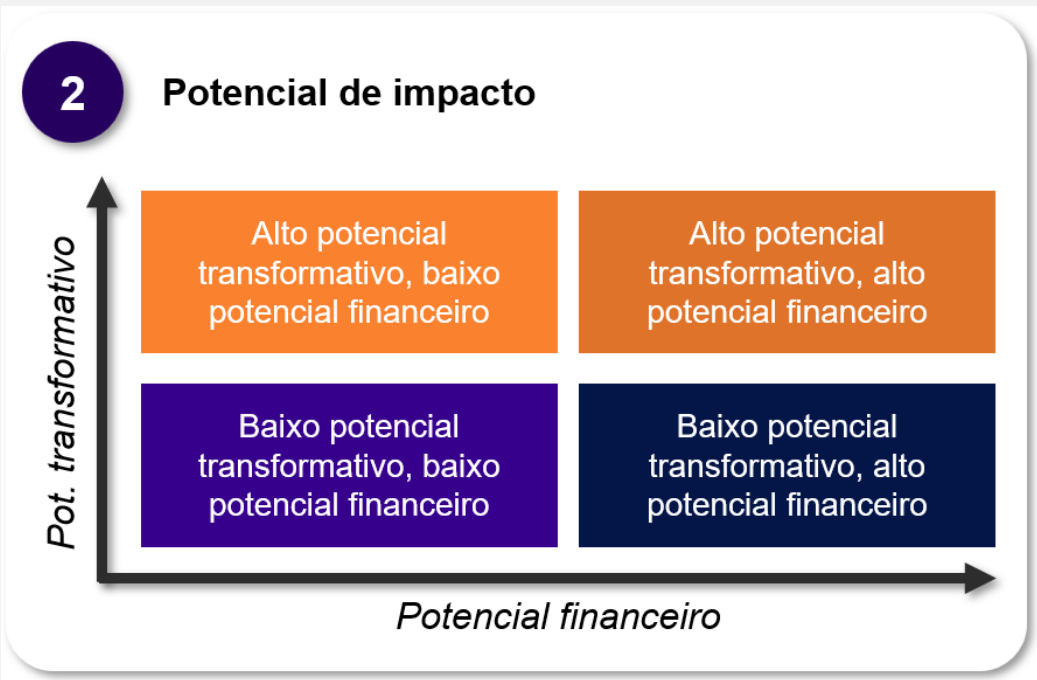 2
Potencial de impacto
Pot. transformativo
Alto potencial
transformativo, baixo
potencial financeiro
Alto potencial
transformativo, alto
potencial financeiro
Baixo potencial
transformativo, baixo
potencial financeiro
Baixo potencial
transformativo, alto
potencial financeiro
Potencial financeiro